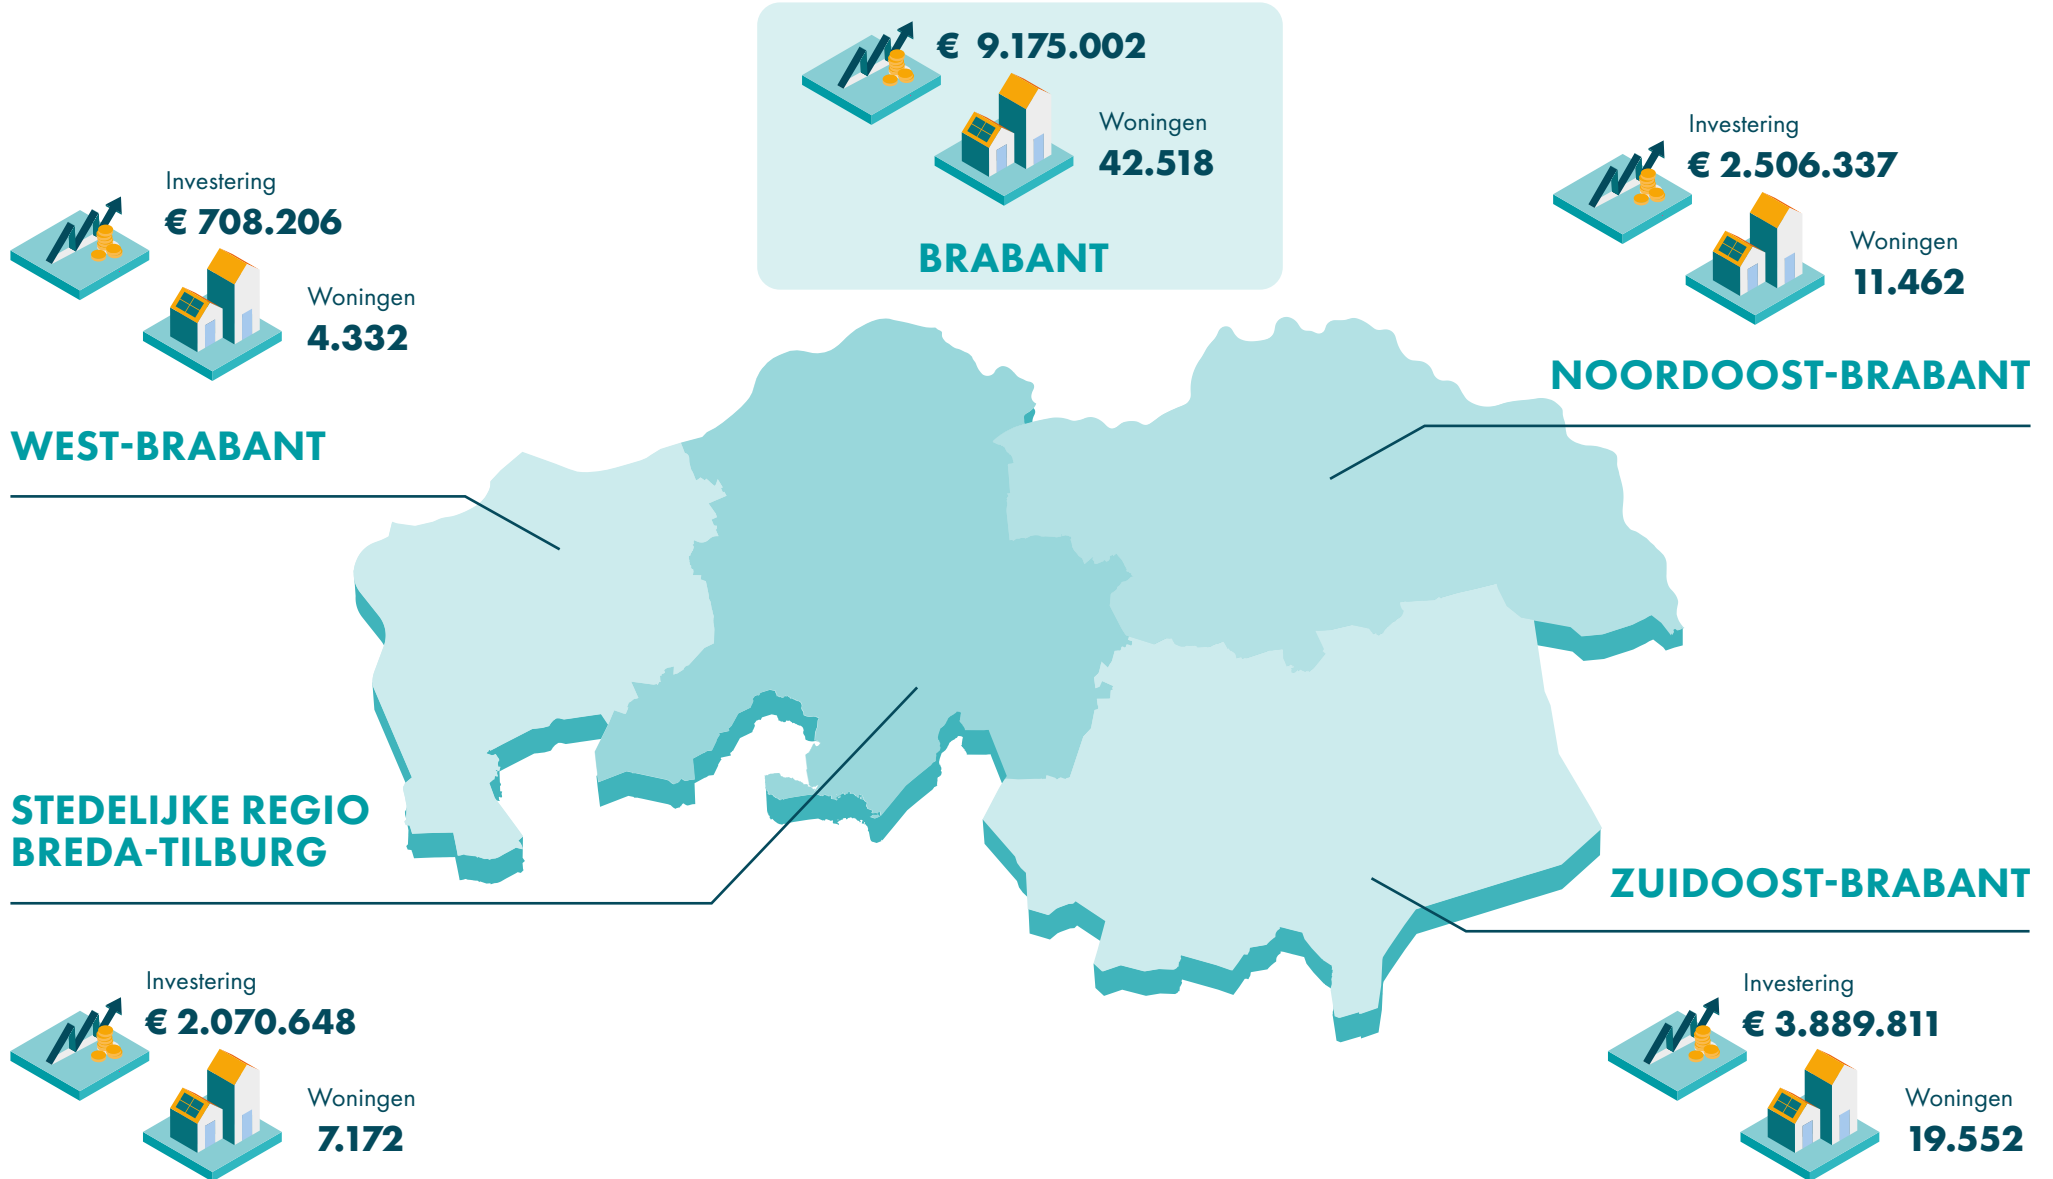 € 9.175.002
Woningen
42.518
BRABANT
Investering
€ 708.206
Woningen
4.332
WEST-BRABANT
Investering
€ 2.506.337
Woningen
11.462
NOORDOOST-BRABANT
STEDELIJKE REGIO
BREDA-TILBURG
Investering
€ 2.070.648
Woningen
7.172
ZUIDOOST-BRABANT
Investering
€ 3.889.811
Woningen
19.552